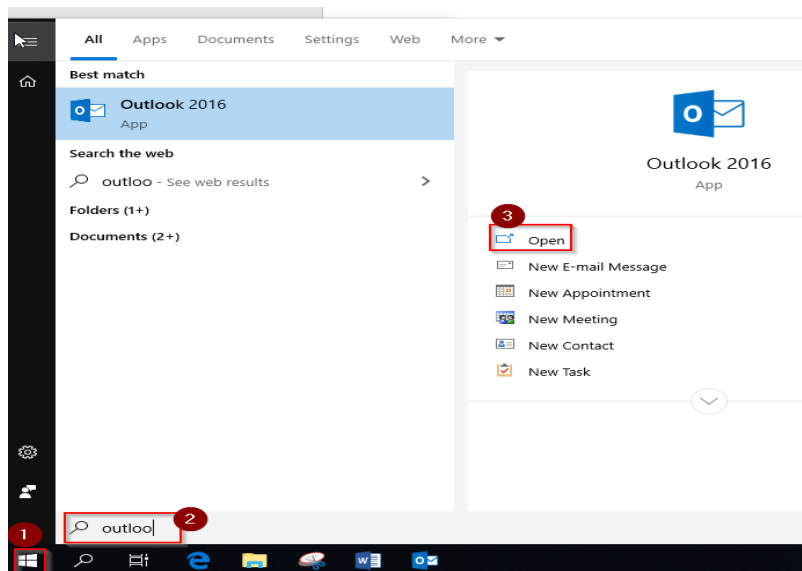 All Apps Documents Settings Web More
Best match
Outlook 2016
App
Search the web
outloo - See web results
Folders (1+)
Documents (2+)
Outlook 2016
App
3
Open
New E-mail Message
New Appointment
New Meeting
New Contact
New Task
1
outloo
2